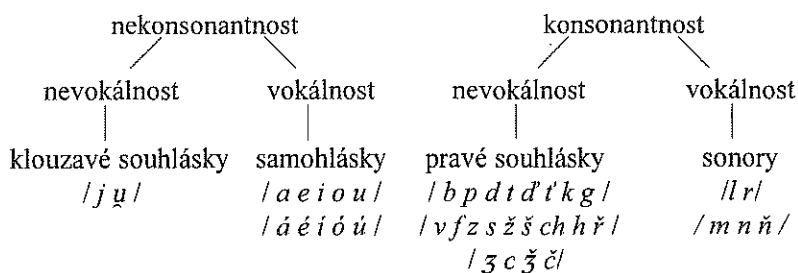 nekonsonantnost konsonantnost
nevokálnost vokálnost nevokálnost vokálnost
klouzavé souhlásky samohlásky pravé souhlásky sonory
/j u̯/ /a e i o u/ /b p d t ď ť k g/ /l r/
/á é í ó ú/ /v f z s ž š ch h ř/ /m n ň/
/ʒ c ǯ č/